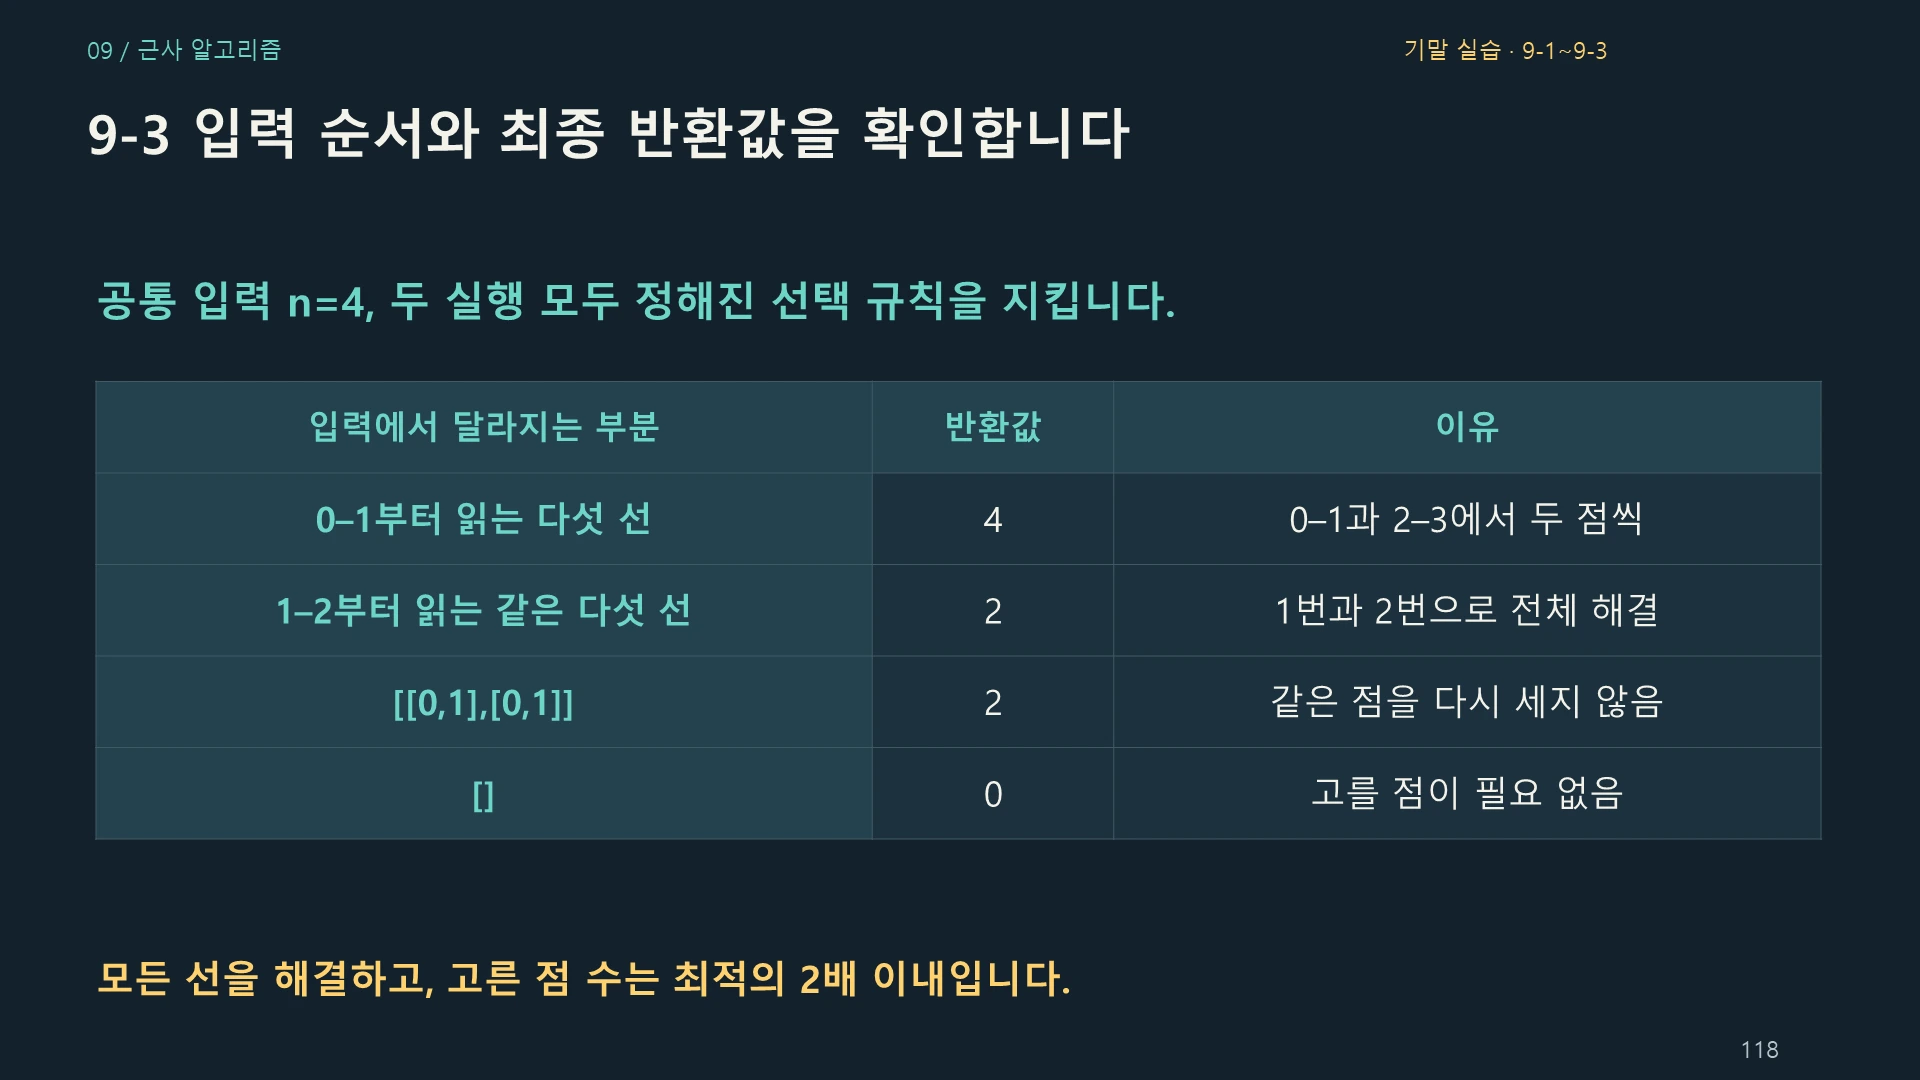 09 / 근사 알고리즘
기말 실습 · 9-1~9-3
9-3 입력 순서와 최종 반환값을 확인합니다
공통 입력 n=4, 두 실행 모두 정해진 선택 규칙을 지킵니다.
입력에서 달라지는 부분 반환값 이유
0–1부터 읽는 다섯 선 4 0–1과 2–3에서 두 점씩
1–2부터 읽는 같은 다섯 선 2 1번과 2번으로 전체 해결
[[0,1],[0,1]] 2 같은 점을 다시 세지 않음
[] 0 고를 점이 필요 없음
모든 선을 해결하고, 고른 점 수는 최적의 2배 이내입니다.
118